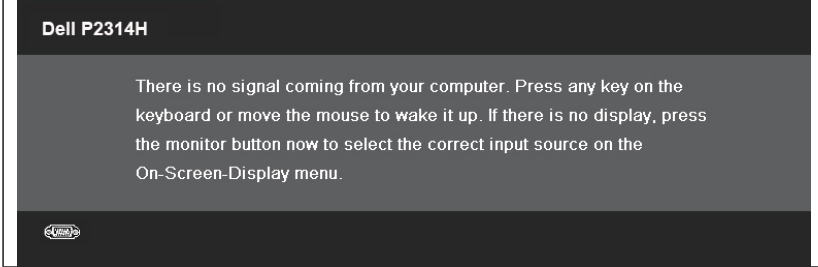 Dell P2314H
There is no signal coming from your computer. Press any key on the
keyboard or move the mouse to wake it up. If there is no display, press
the monitor button now to select the correct input source on the
On-Screen-Display menu.